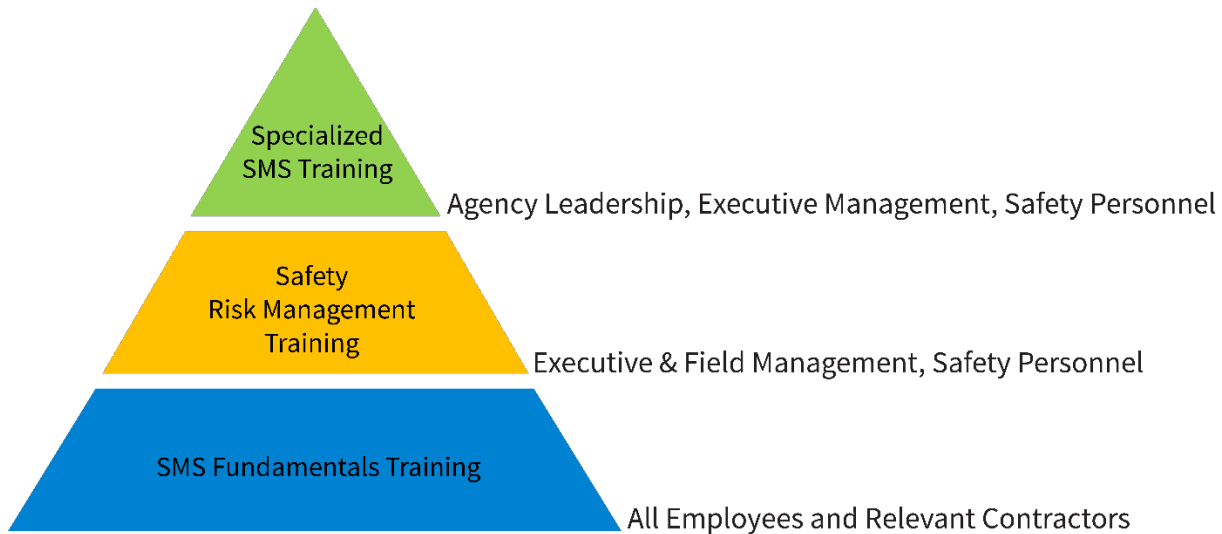 Specialized
SMS Training
Agency Leadership, Executive Management, Safety Personnel
Safety
Risk Management
Training
Executive & Field Management, Safety Personnel
SMS Fundamentals Training
All Employees and Relevant Contractors